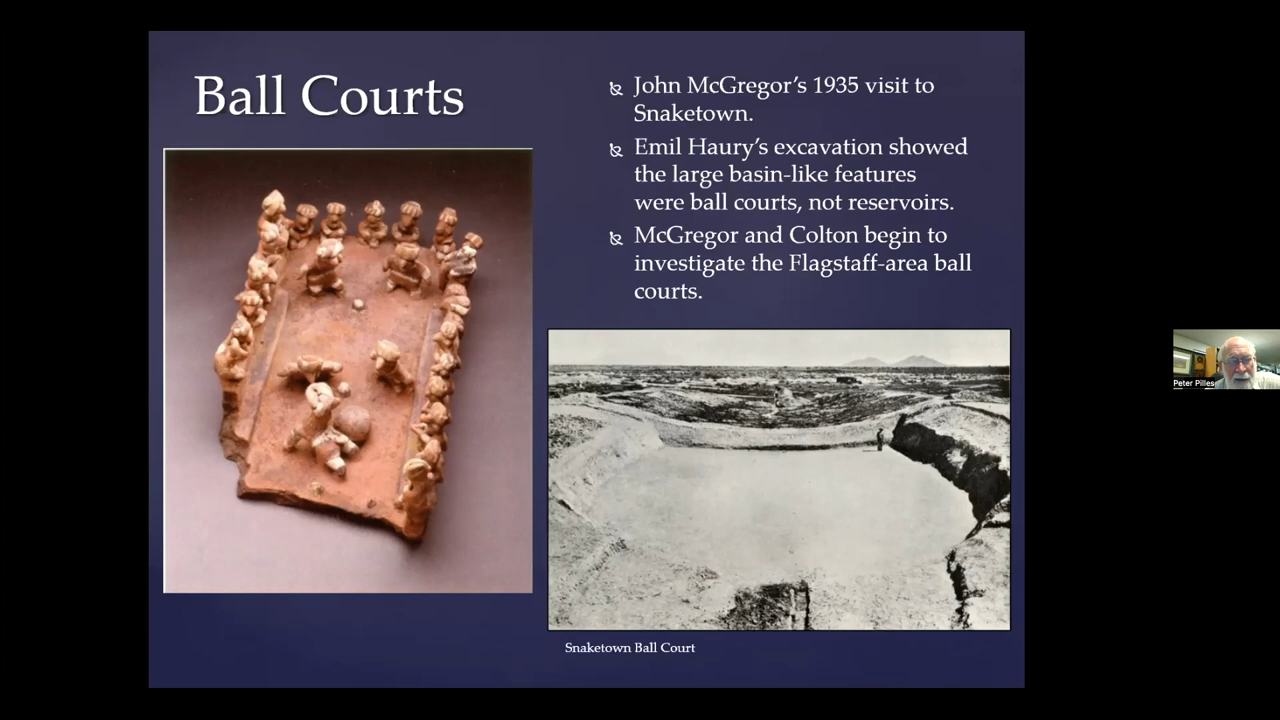 Ball Courts
John McGregor’s 1935 visit to
Snaketown.
Emil Haury’s excavation showed
the large basin-like features
were ball courts, not reservoirs.
McGregor and Colton begin to
investigate the Flagstaff-area ball
courts.
Snaketown Ball Court
Peter Pilles